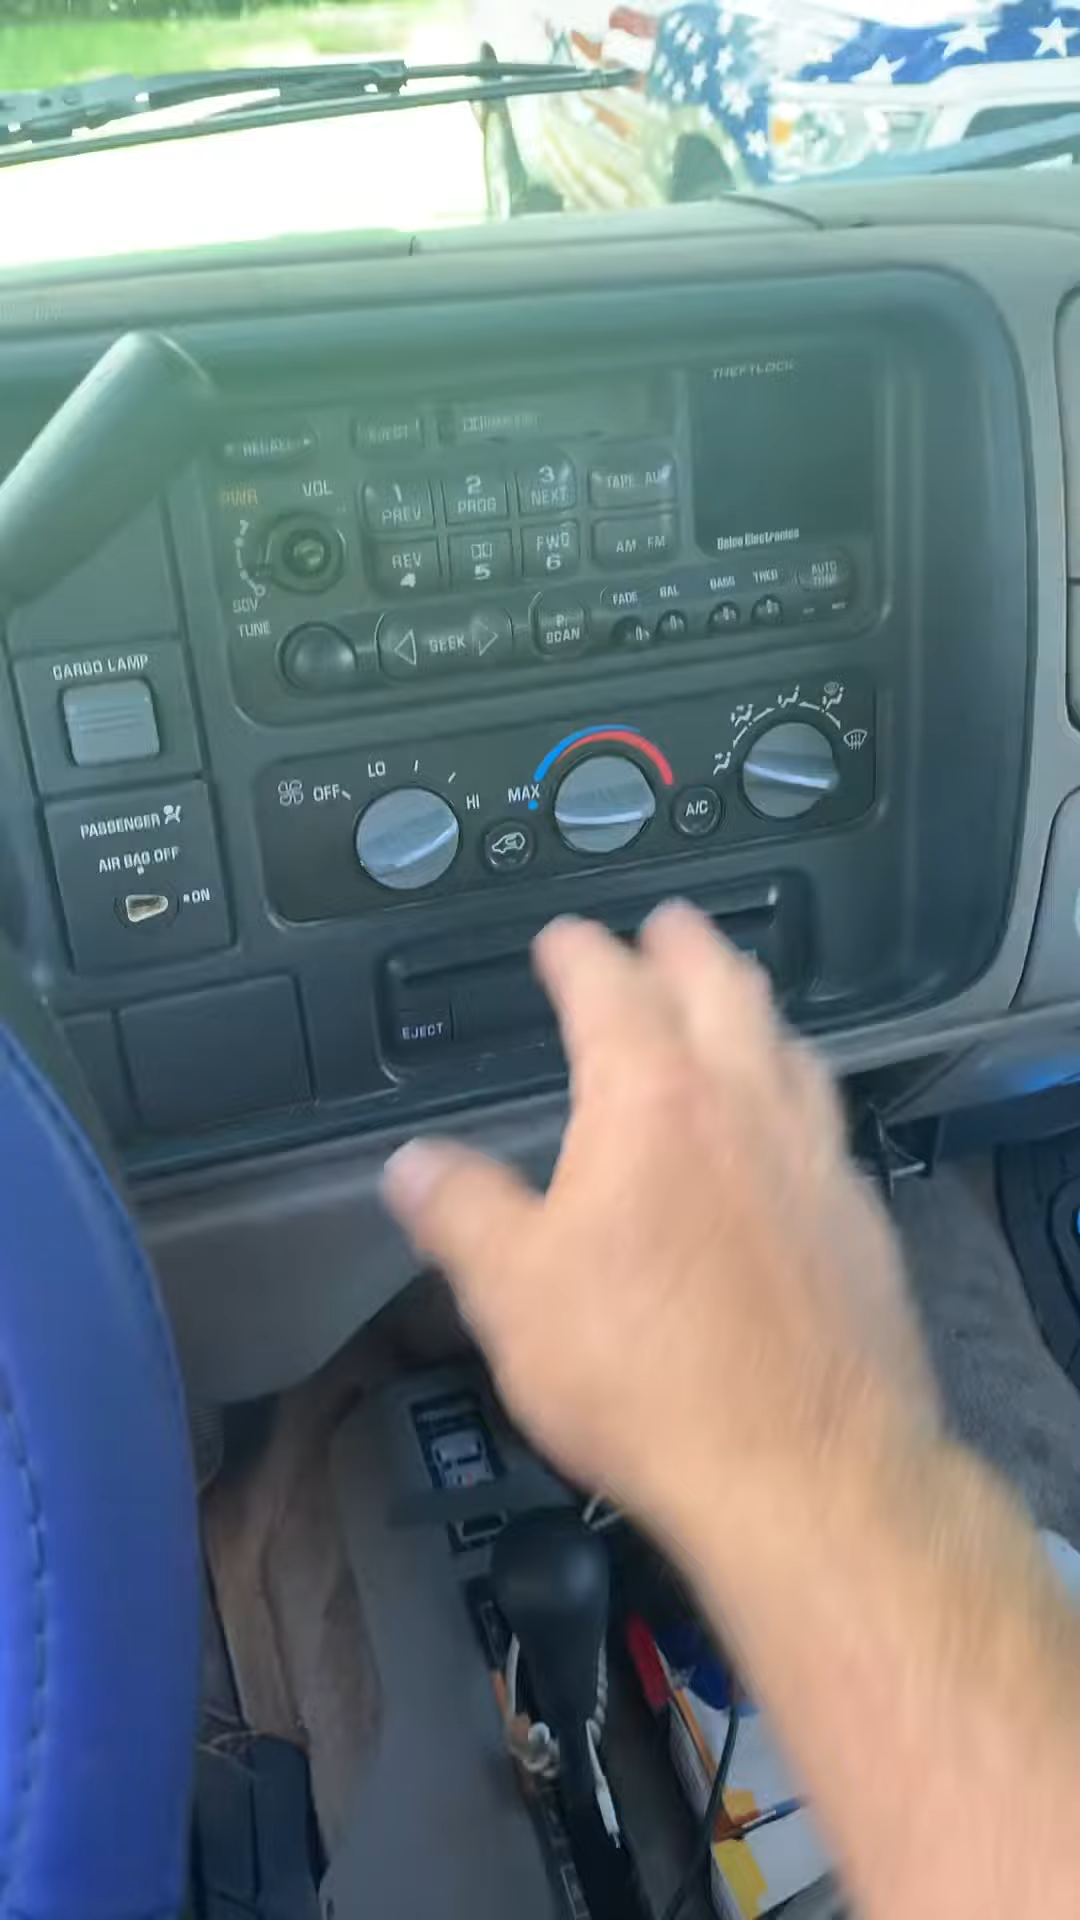 THEFTLOCK
RECALL
EJECT
PWR VOL
1 PREV
2 PROG
3 NEXT
TAPE AUX
REV 4
5
FWD 6
AM FM
Delco Electronics
SCV
TUNE
SEEK
P. SCAN
FADE BAL BASS TREB
AUTO TONE
CARGO LAMP
OFF LO HI
MAX
A/C
PASSENGER
AIR BAG OFF
ON
EJECT